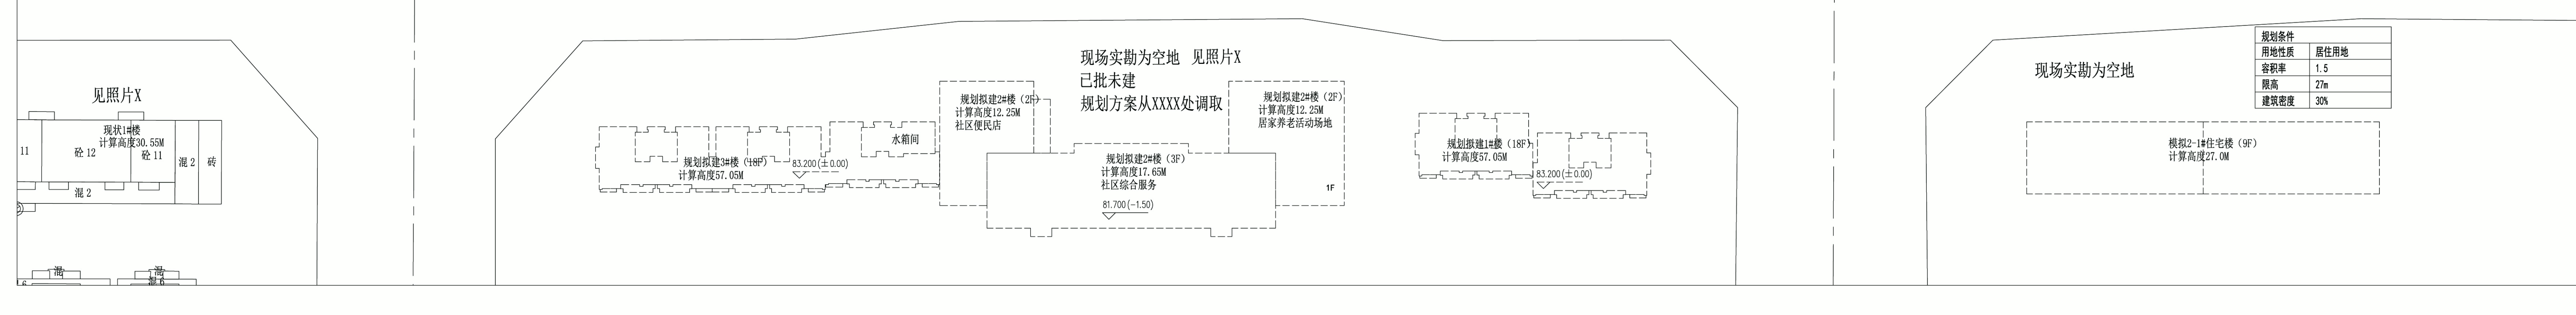 见照片X
现状1#楼
计算高度30.55M
11
砼 12
砼 11
混 2
砖
混 2
混
混
混 6
6
现场实勘为空地 见照片X
已批未建
规划方案从XXXX处调取
规划拟建3#楼（18F）
计算高度57.05M
83.200(±0.00)
水箱间
规划拟建2#楼（2F）
计算高度12.25M
社区便民店
规划拟建2#楼（3F）
计算高度17.65M
社区综合服务
81.700(-1.50)
规划拟建2#楼（2F）
计算高度12.25M
居家养老活动场地
1F
规划拟建1#楼（18F）
计算高度57.05M
83.200(±0.00)
现场实勘为空地
规划条件
用地性质 居住用地
容积率 1.5
限高 27m
建筑密度 30%
模拟2-1#住宅楼（9F）
计算高度27.0M